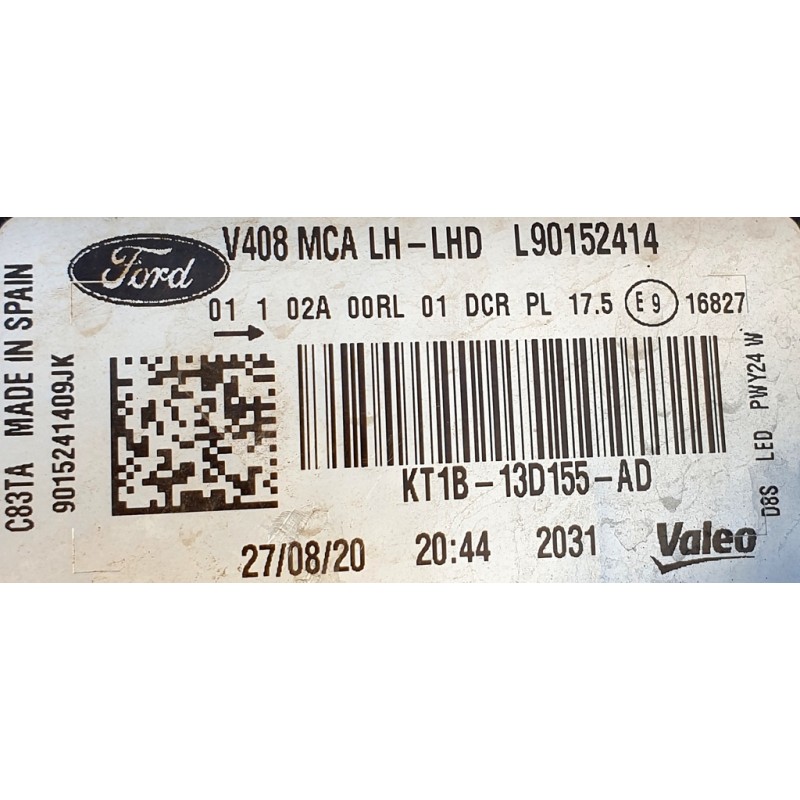 Ford
V408 MCA LH-LHD L90152414
01 1 02A 00RL 01 DCR PL 17.5 E9 16827
C83TA MADE IN SPAIN
9015241409JK
KT1B-13D155-AD
27/08/20 20:44 2031 Valeo
D8S LED PWY24W